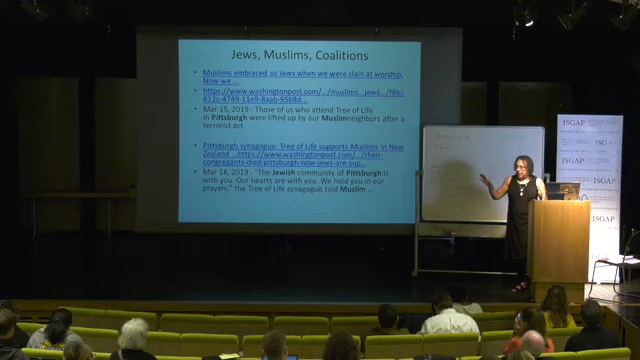 Jews, Muslims, Coalitions
• Muslims embraced us Jews when we were slain at worship.
Now we ...
• https://www.washingtonpost.com/.../muslims...jews.../f6bc
612c-4749-11e9-8aab-95b8d...
• Mar 15, 2019 - Those of us who attend Tree of Life
in Pittsburgh were lifted up by our Muslimneighbors after a
terrorist act.
• Pittsburgh synagogue: Tree of Life supports Muslims in New
Zealand ...https://www.washingtonpost.com/.../their-
congregants-died-pittsburgh-now-jews-are-sup...
• Mar 18, 2019 - "The Jewish community of Pittsburgh is
with you. Our hearts are with you. We hold you in our
prayers," the Tree of Life synagogue told Muslim ...
ISGAP
ISGAP
ISGAP